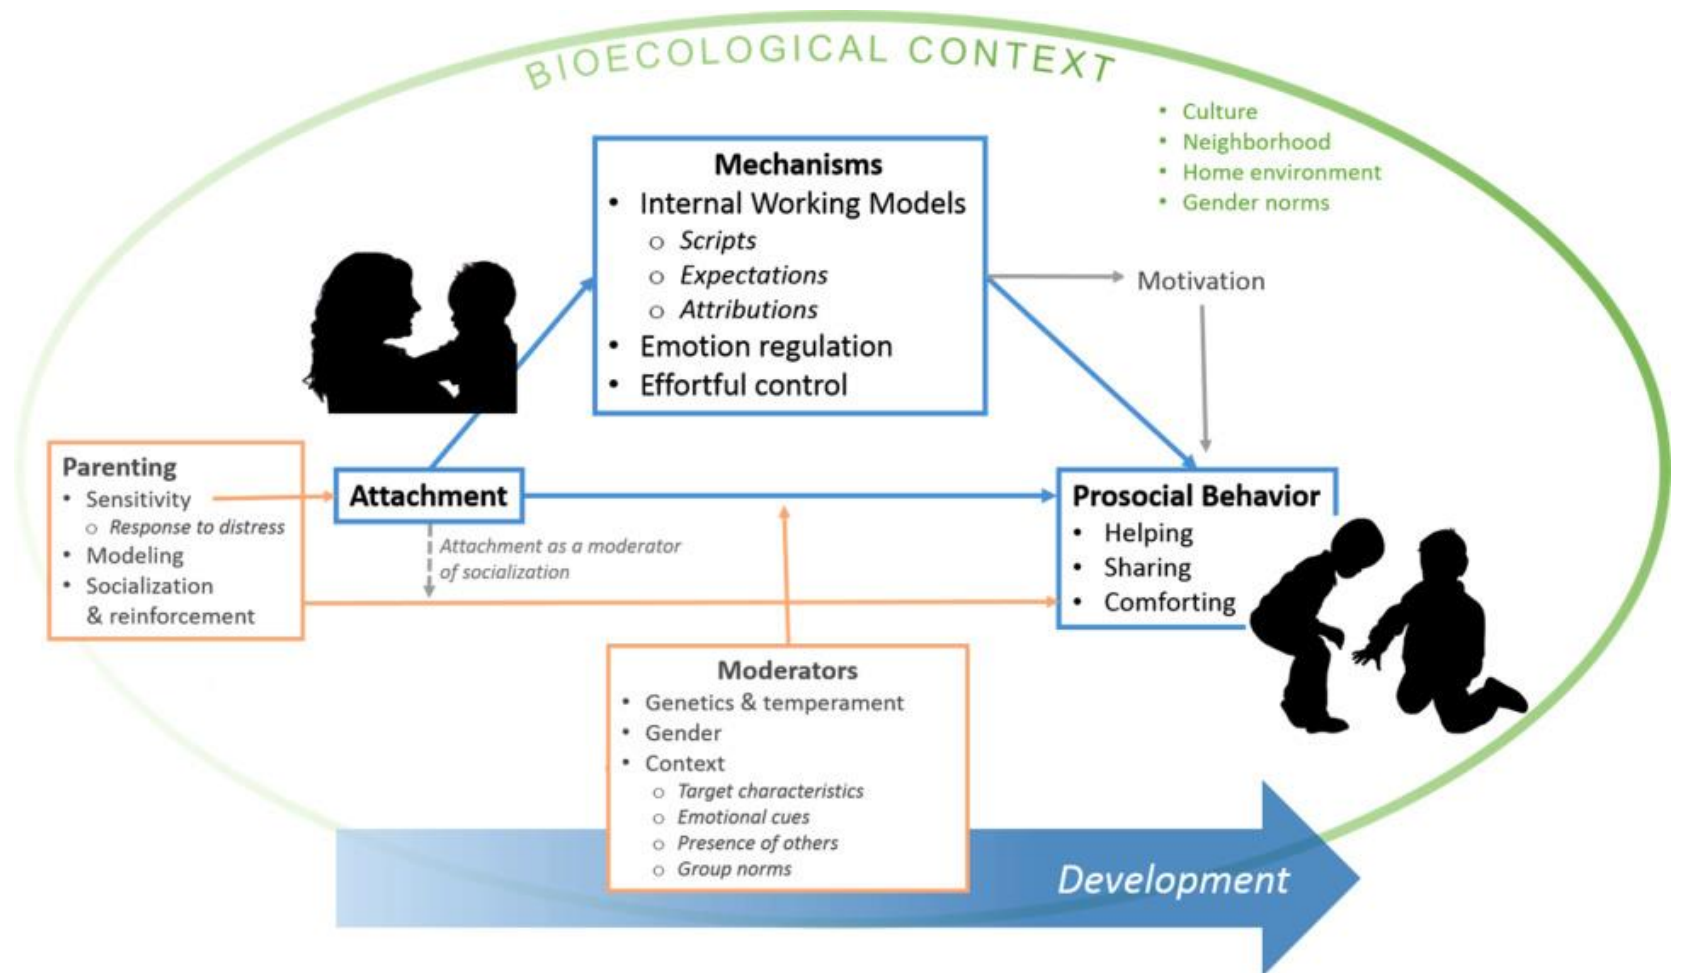 BIOECOLOGICAL CONTEXT
• Culture
• Neighborhood
• Home environment
• Gender norms
Mechanisms
• Internal Working Models
o Scripts
o Expectations
o Attributions
• Emotion regulation
• Effortful control
Motivation
Parenting
• Sensitivity
o Response to distress
• Modeling
• Socialization
& reinforcement
Attachment
Attachment as a moderator
of socialization
Prosocial Behavior
• Helping
• Sharing
• Comforting
Moderators
• Genetics & temperament
• Gender
• Context
o Target characteristics
o Emotional cues
o Presence of others
o Group norms
Development